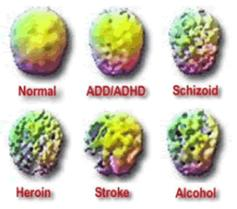 Normal ADD/ADHD Schizoid
Heroin Stroke Alcohol